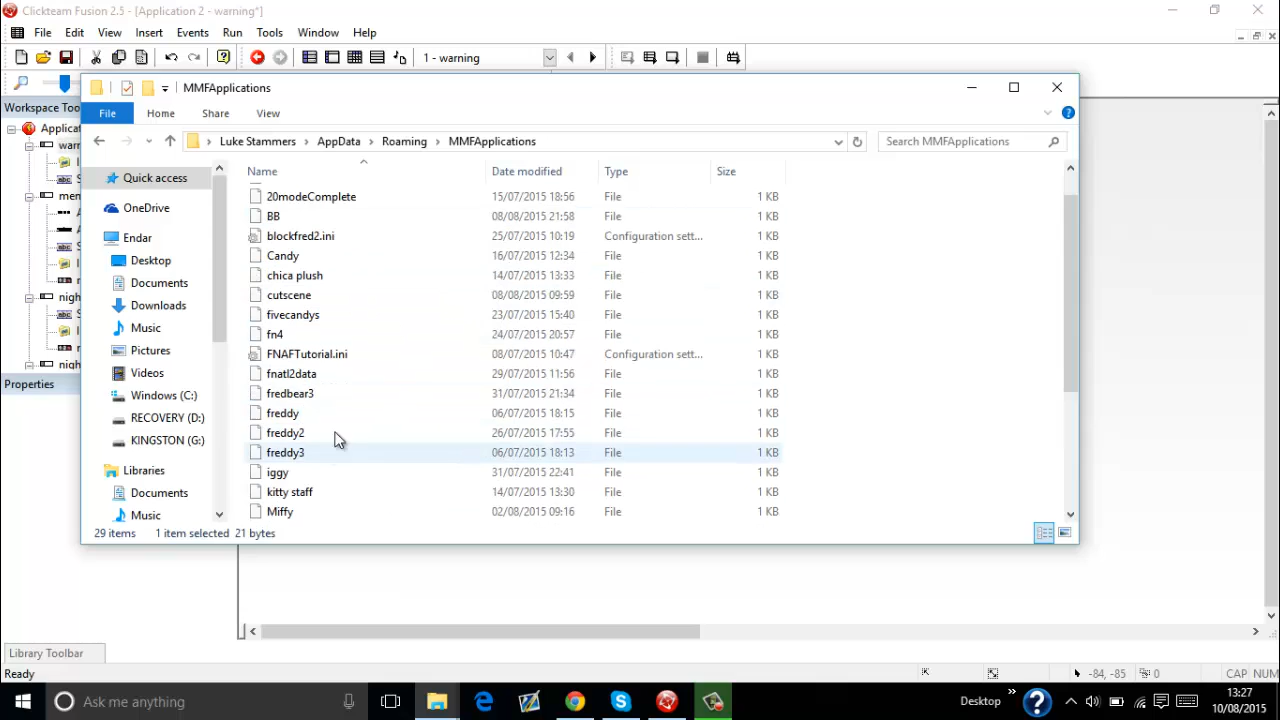 Clickteam Fusion 2.5 - [Application 2 - warning*]
File Edit View Insert Events Run Tools Window Help
1 - warning
MMFApplications
File Home Share View
Luke Stammers AppData Roaming MMFApplications
Search MMFApplications
Workspace Too
Applicati
warn
mem
nigh
nigh
Properties
Quick access
OneDrive
Endar
Desktop
Documents
Downloads
Music
Pictures
Videos
Windows (C:)
RECOVERY (D:)
KINGSTON (G:)
Libraries
Documents
Music
Name Date modified Type Size
20modeComplete 15/07/2015 18:56 File 1 KB
BB 08/08/2015 21:58 File 1 KB
blockfred2.ini 25/07/2015 10:19 Configuration sett... 1 KB
Candy 16/07/2015 12:34 File 1 KB
chica plush 14/07/2015 13:33 File 1 KB
cutscene 08/08/2015 09:59 File 1 KB
fivecandys 23/07/2015 15:40 File 1 KB
fn4 24/07/2015 20:57 File 1 KB
FNAFTutorial.ini 08/07/2015 10:47 Configuration sett... 1 KB
fnatl2data 29/07/2015 11:56 File 1 KB
fredbear3 31/07/2015 21:34 File 1 KB
freddy 06/07/2015 18:15 File 1 KB
freddy2 26/07/2015 17:55 File 1 KB
freddy3 06/07/2015 18:13 File 1 KB
iggy 31/07/2015 22:41 File 1 KB
kitty staff 14/07/2015 13:30 File 1 KB
Miffy 02/08/2015 09:16 File 1 KB
29 items 1 item selected 21 bytes
Library Toolbar
Ready
-84, -85 0 CAP NUM
Ask me anything
Desktop
13:27
10/08/2015